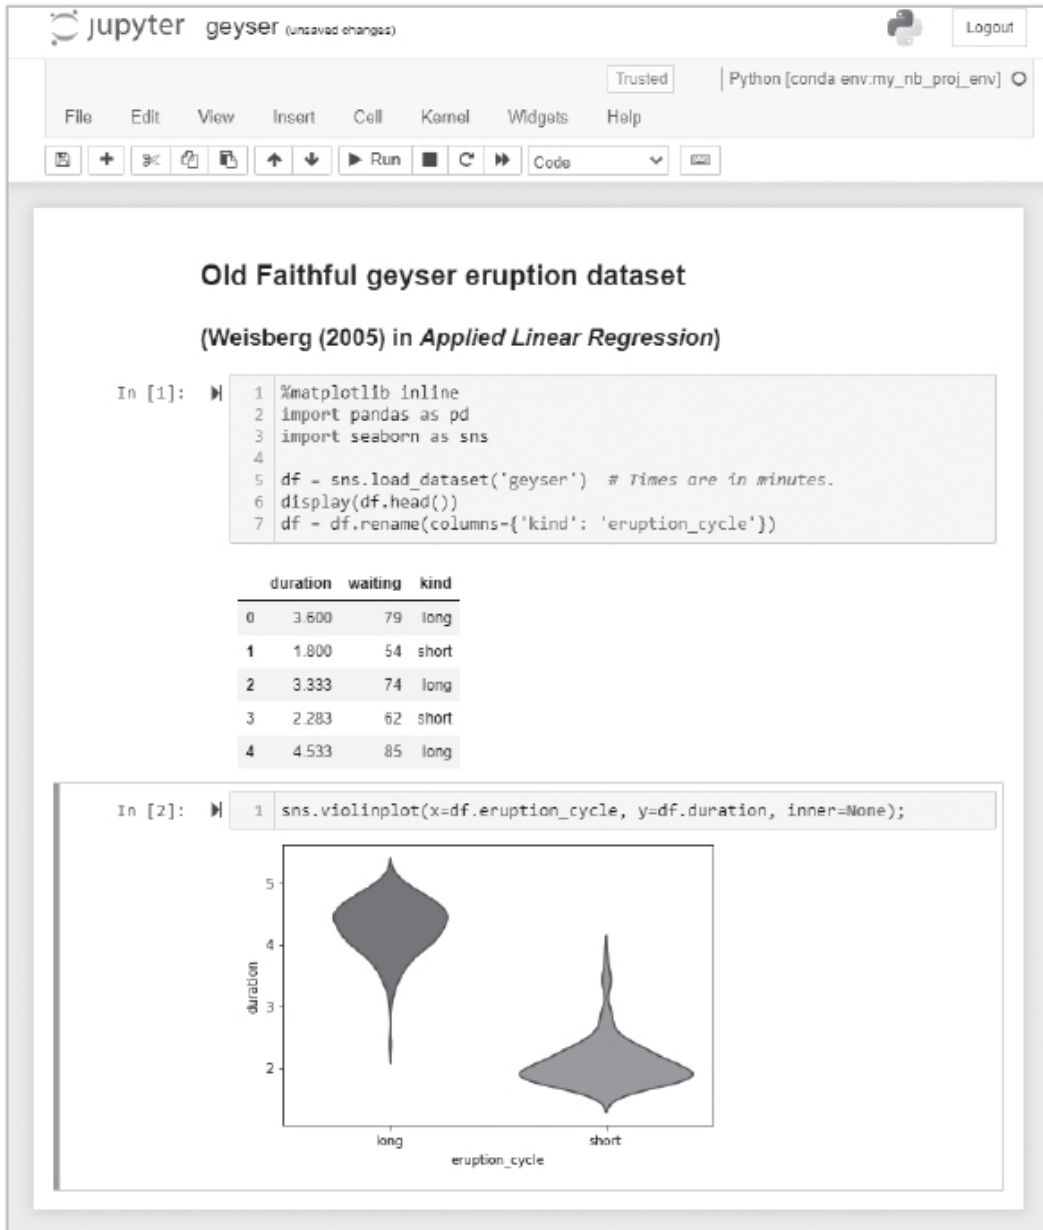 jupyter geyser (unsaved changes)
Logout
Trusted
Python [conda env:my_nb_proj_env]
File Edit View Insert Cell Kernel Widgets Help
Run
Code
Old Faithful geyser eruption dataset
(Weisberg (2005) in Applied Linear Regression)
In [1]:
1 %matplotlib inline
2 import pandas as pd
3 import seaborn as sns
4
5 df = sns.load_dataset('geyser') # Times are in minutes.
6 display(df.head())
7 df = df.rename(columns={'kind': 'eruption_cycle'})
duration waiting kind
0 3.600 79 long
1 1.800 54 short
2 3.333 74 long
3 2.283 62 short
4 4.533 85 long
In [2]:
1 sns.violinplot(x=df.eruption_cycle, y=df.duration, inner=None);
5
4
3
2
duration
long short
eruption_cycle